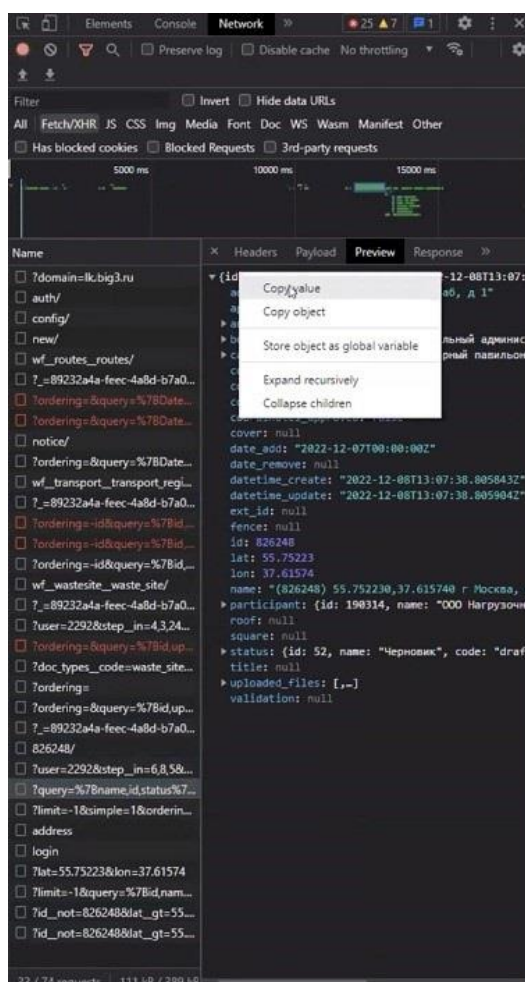 Elements Console Network » 25 7 1
Preserve log Disable cache No throttling
Filter Invert Hide data URLs
All Fetch/XHR JS CSS Img Media Font Doc WS Wasm Manifest Other
Has blocked cookies Blocked Requests 3rd-party requests
5000 ms 10000 ms 15000 ms
Name
× Headers Payload Preview Response »
?domain=lk.big3.ru
auth/
config/
new/
wf_routes_routes/
?_=89232a4a-feec-4a8d-b7a0...
?ordering=&query=%7BDate...
?ordering=&query=%7BDate...
notice/
?ordering=&query=%7BDate...
wf_transport_transport_regi...
?_=89232a4a-feec-4a8d-b7a0...
?ordering=-id&query=%7Bid,...
?ordering=-id&query=%7Bid,...
?ordering=-id&query=%7Bid,...
wf_wastesite_waste_site/
?_=89232a4a-feec-4a8d-b7a0...
?user=2292&step_in=4,3,24...
?ordering=&query=%7Bid,up...
?doc_types_code=waste_site...
?ordering=
?ordering=&query=%7Bid,up...
?_=89232a4a-feec-4a8d-b7a0...
826248/
?user=2292&step_in=6,8,5&...
?query=%7Bname,id,status%7...
?limit=-1&simple=1&orderin...
address
login
?lat=55.75223&lon=37.61574
?limit=-1&query=%7Bid,nam...
?id__not=826248&lat__gt=55....
?id__not=826248&lat__gt=55....
{id -12-08T13:07:
аб, д 1"
льный админис
рный павильон
Copy value
Copy object
Store object as global variable
Expand recursively
Collapse children
cover: null
date_add: "2022-12-07T00:00:00Z"
date_remove: null
datetime_create: "2022-12-08T13:07:38.805843Z"
datetime_update: "2022-12-08T13:07:38.805904Z"
ext_id: null
fence: null
id: 826248
lat: 55.75223
lon: 37.61574
name: "(826248) 55.752230,37.615740 г Москва,
participant: {id: 190314, name: "ООО Нагрузочн
roof: null
square: null
status: {id: 52, name: "Черновик", code: "draf
title: null
uploaded_files: [,…]
validation: null